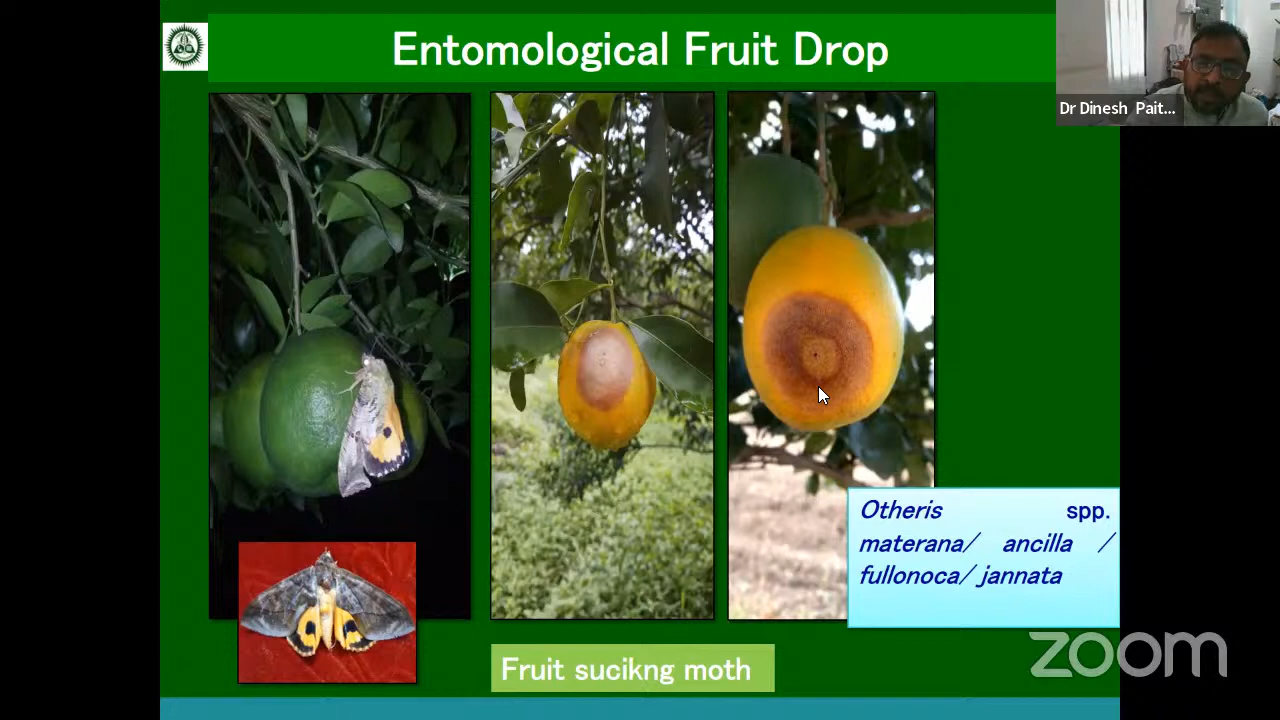 Entomological Fruit Drop
Dr Dinesh Pait...
Otheris spp.
materana/ ancilla /
fullonoca/ jannata
Fruit sucikng moth
zoom